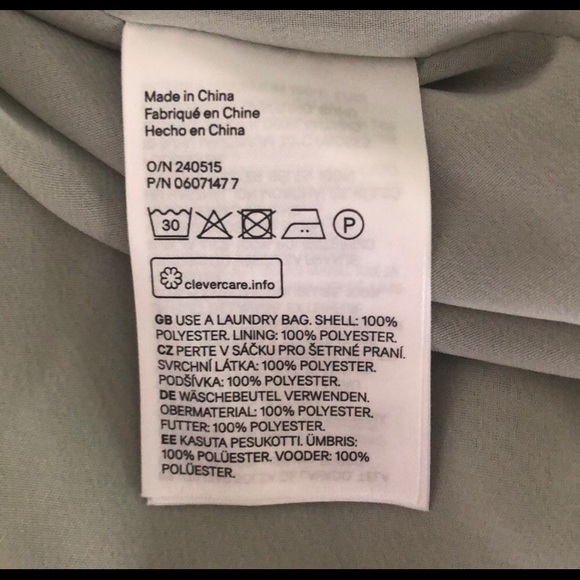 Made in China
Fabriqué en Chine
Hecho en China
O/N 240515
P/N 0607147 7
30 P
clevercare.info
GB USE A LAUNDRY BAG. SHELL: 100%
POLYESTER. LINING: 100% POLYESTER.
CZ PERTE V SÁČKU PRO ŠETRNÉ PRANÍ.
SVRCHNÍ LÁTKA: 100% POLYESTER.
PODŠÍVKA: 100% POLYESTER.
DE WÄSCHEBEUTEL VERWENDEN.
OBERMATERIAL: 100% POLYESTER.
FUTTER: 100% POLYESTER.
EE KASUTA PESUKOTTI. ÜMBRIS:
100% POLÜESTER. VOODER: 100%
POLÜESTER.